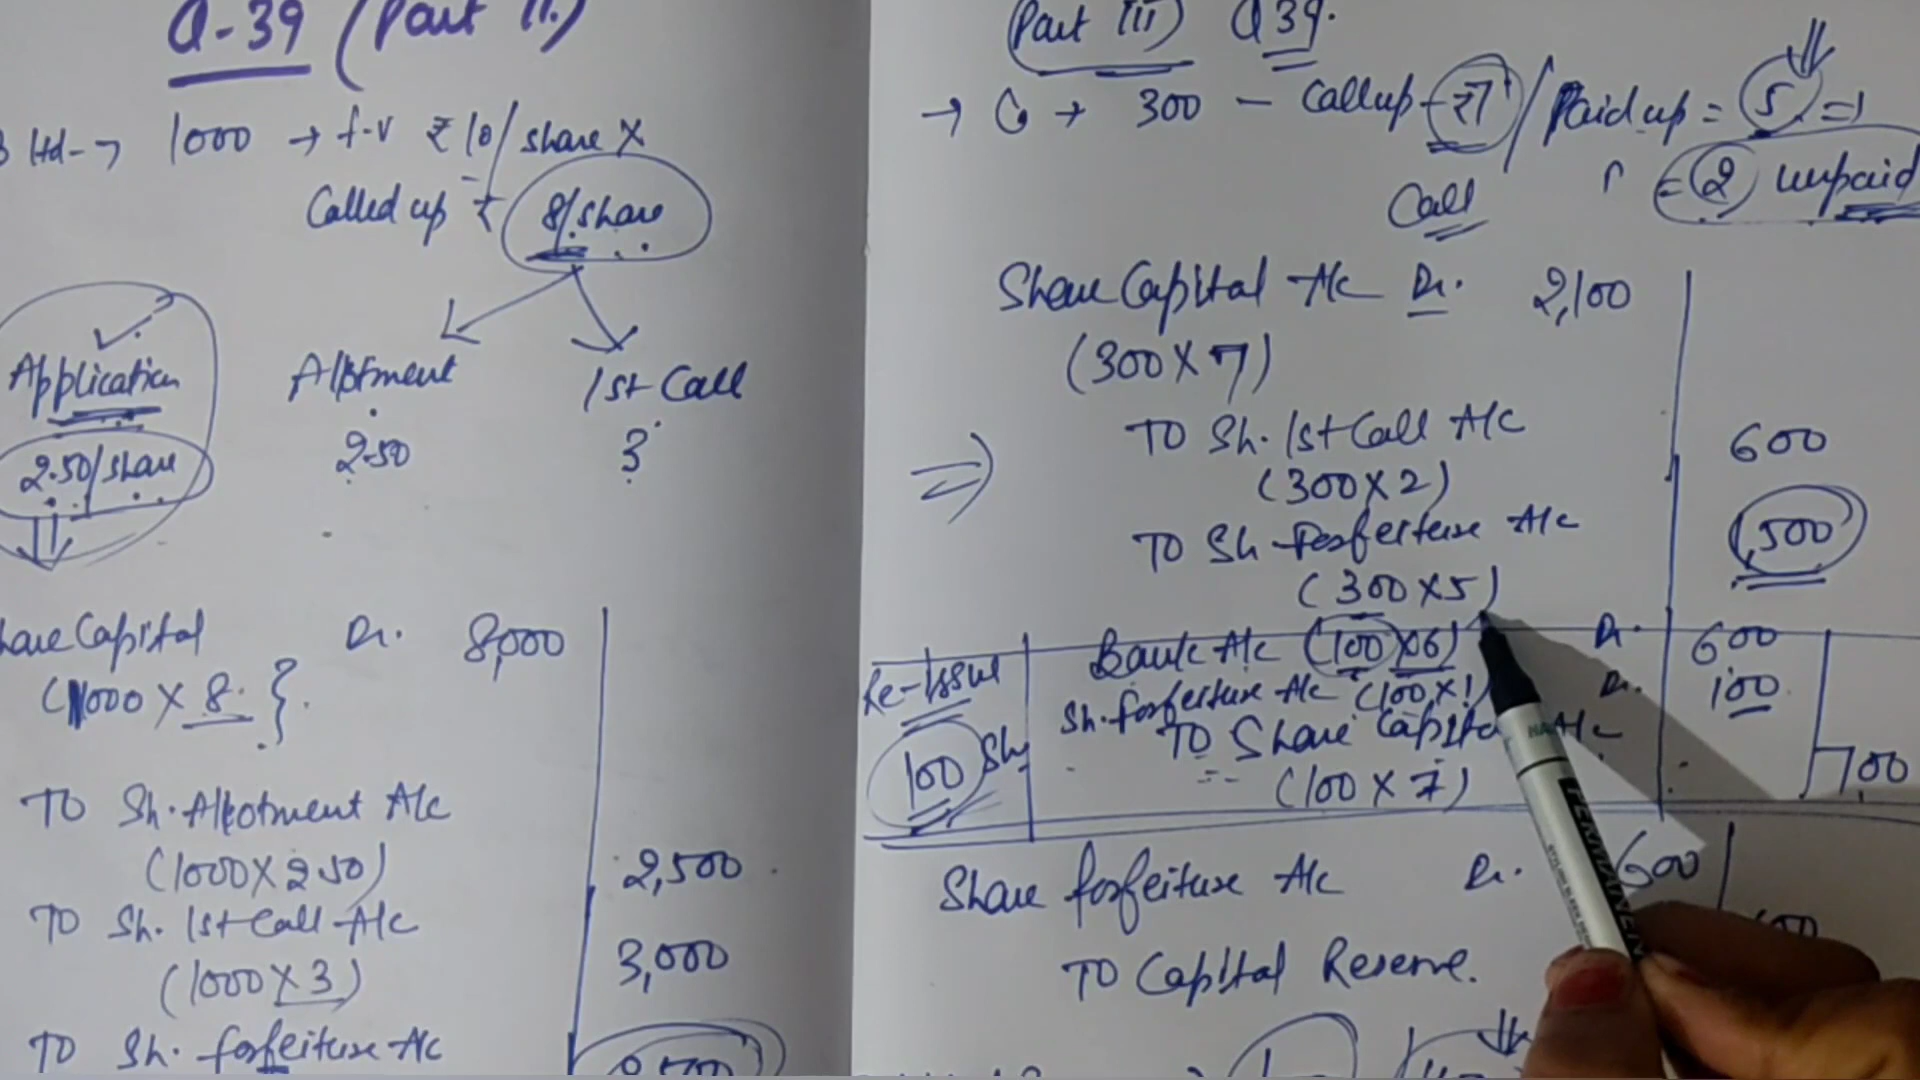 Q-39 (Part II)
B Ltd → 1000 → f.v ₹ 10/share X
Called up ₹ 8/share
Application Allotment 1st Call
2.50/share 2.50 3
Share Capital Dr. 8,000
(1000 X 8 }
TO Sh. Allotment A/c
(1000 X 2.50) 2,500
TO Sh. 1st Call A/c
(1000 X 3) 3,000
TO Sh. forfeiture A/c
(Part III) Q 39.
→ Co → 300 — Callup - ₹7 / Paid up = 5 =
Call = 2 unpaid
Share Capital A/c Dr. 2,100
(300 X 7)
TO Sh. 1st Call A/c 600
(300 X 2)
TO Sh. Forfeiture A/c 1,500
(300 X 5)
Re-Issue
100 Sh
Bank A/c (100 X 6) Dr. 600
Sh. forfeiture A/c (100 X 1) Dr. 100
TO Share Capital A/c 700
(100 X 7)
Share forfeiture A/c Dr. 600
TO Capital Reserve.